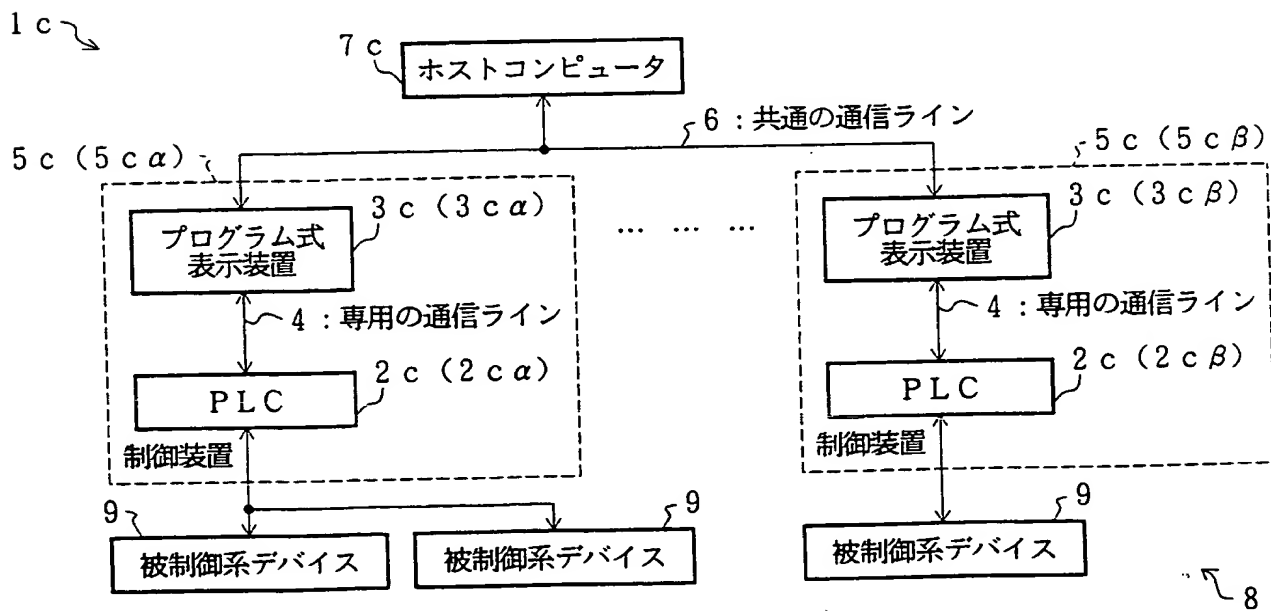 1c
7c
ホストコンピュータ
6：共通の通信ライン
5c（5cα）
5c（5cβ）
3c（3cα）
3c（3cβ）
プログラム式
表示装置
… … …
プログラム式
表示装置
4：専用の通信ライン
4：専用の通信ライン
2c（2cα）
2c（2cβ）
PLC
PLC
制御装置
制御装置
9
9
9
被制御系デバイス
被制御系デバイス
被制御系デバイス
8